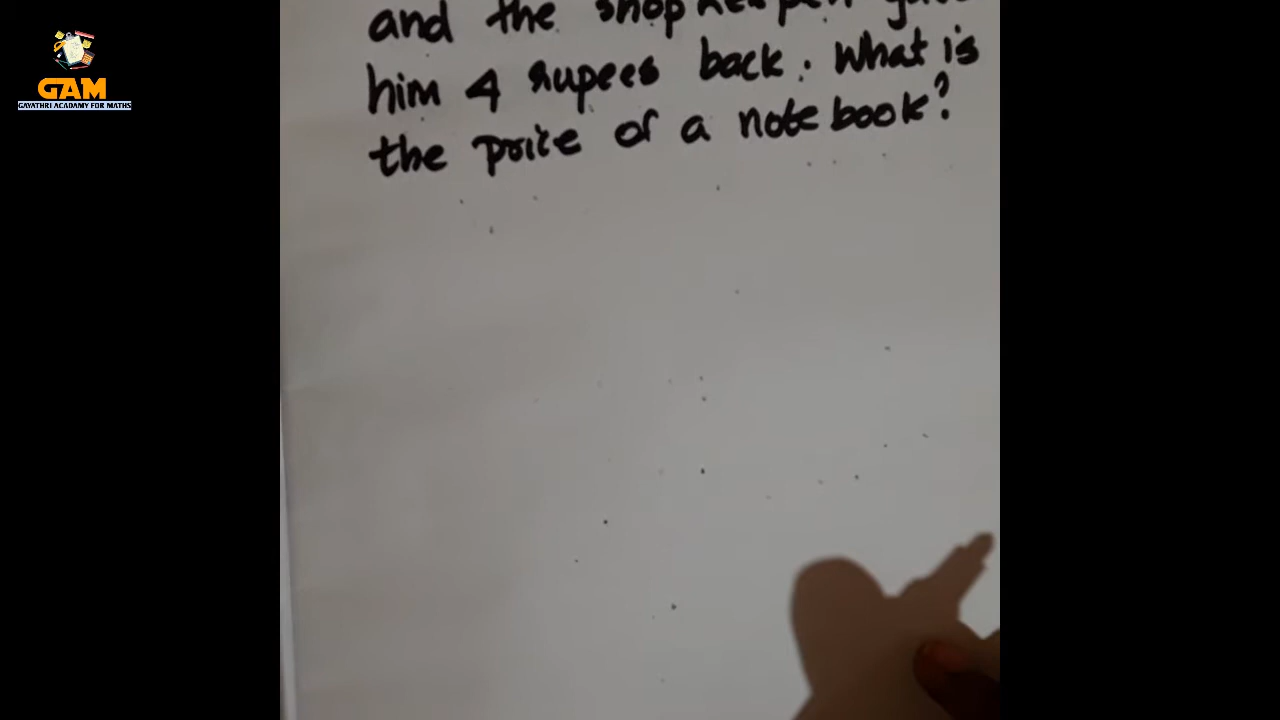 GAM
GAYATHRI ACADAMY FOR MATHS
and the
him 4 rupees back. What is
the price of a note book?